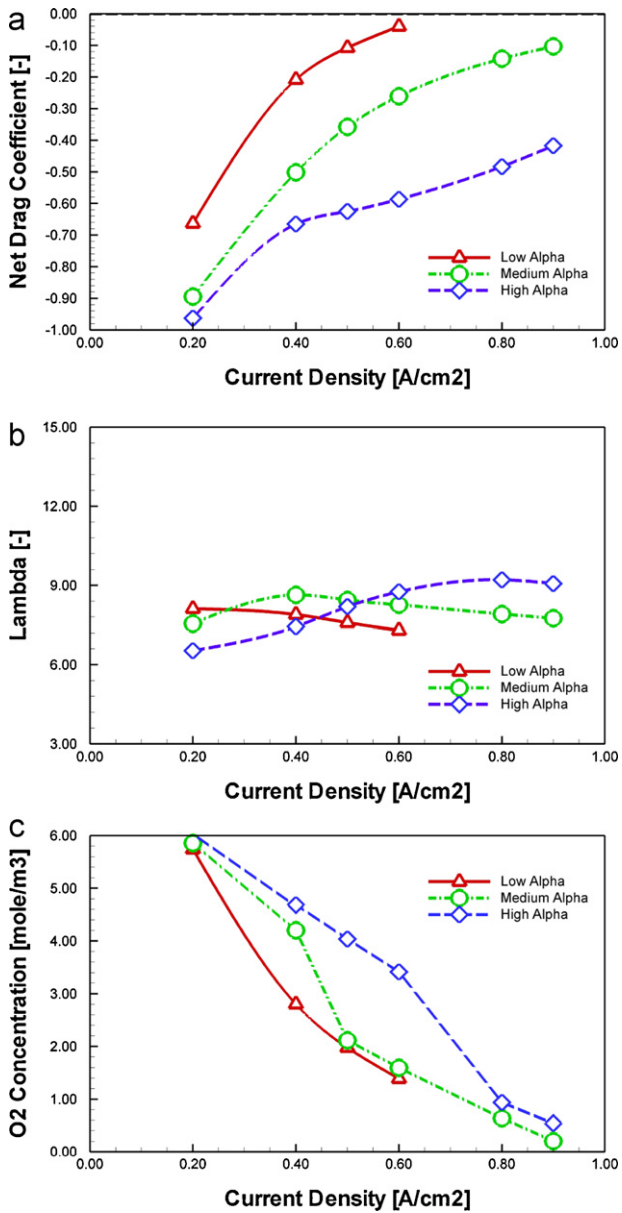 a
Net Drag Coefficient [-]
0.00
-0.10
-0.20
-0.30
-0.40
-0.50
-0.60
-0.70
-0.80
-0.90
-1.00
Low Alpha
Medium Alpha
High Alpha
0.00 0.20 0.40 0.60 0.80 1.00
Current Density [A/cm2]
b
Lambda [-]
15.00
12.00
9.00
6.00
3.00
Low Alpha
Medium Alpha
High Alpha
0.00 0.20 0.40 0.60 0.80 1.00
Current Density [A/cm2]
c
O2 Concentration [mole/m3]
6.00
5.00
4.00
3.00
2.00
1.00
0.00
Low Alpha
Medium Alpha
High Alpha
0.00 0.20 0.40 0.60 0.80 1.00
Current Density [A/cm2]